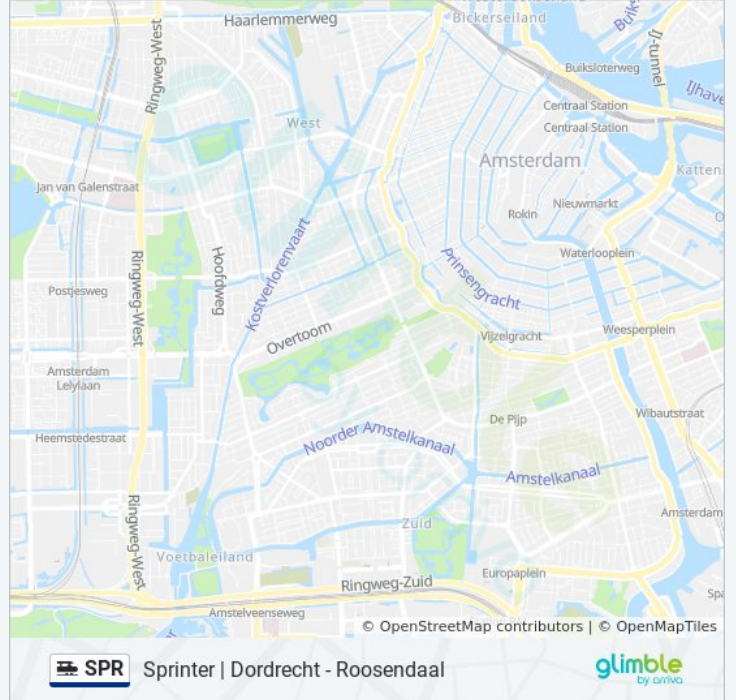 Haarlemmerweg
Bickerseiland
Ringweg-West
IJ-tunnel
Buiksloterweg
IJhave
Centraal Station
West
Centraal Station
Amsterdam
Katten
Jan van Galenstraat
Nieuwmarkt
Rokin
Kostverlorenvaart
Waterlooplein
Ringweg-West
Hoofdweg
Prinsengracht
Postjesweg
Overtoom
Vijzelgracht
Weesperplein
Amsterdam
Lelylaan
De Pijp
Wibautstraat
Heemstedestraat
Noorder Amstelkanaal
Amstelkanaal
Ringweg-West
Amsterdam
Zuid
Voetbaleiland
Europaplein
Ringweg-Zuid
Spa
Amstelveenseweg
© OpenStreetMap contributors | © OpenMapTiles
SPR Sprinter | Dordrecht - Roosendaal
glimble
by arriva